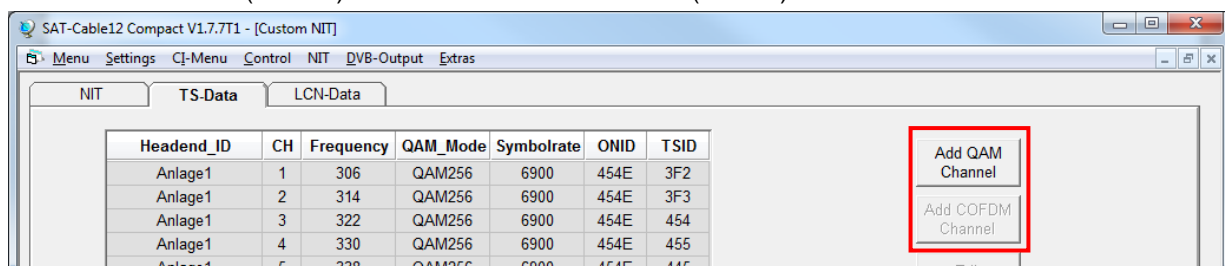 SAT-Cable12 Compact V1.7.7T1 - [Custom NIT]
Menu Settings CI-Menu Control NIT DVB-Output Extras
NIT TS-Data LCN-Data
Headend_ID CH Frequency QAM_Mode Symbolrate ONID TSID
Anlage1 1 306 QAM256 6900 454E 3F2
Anlage1 2 314 QAM256 6900 454E 3F3
Anlage1 3 322 QAM256 6900 454E 454
Anlage1 4 330 QAM256 6900 454E 455
Add QAM
Channel
Add COFDM
Channel